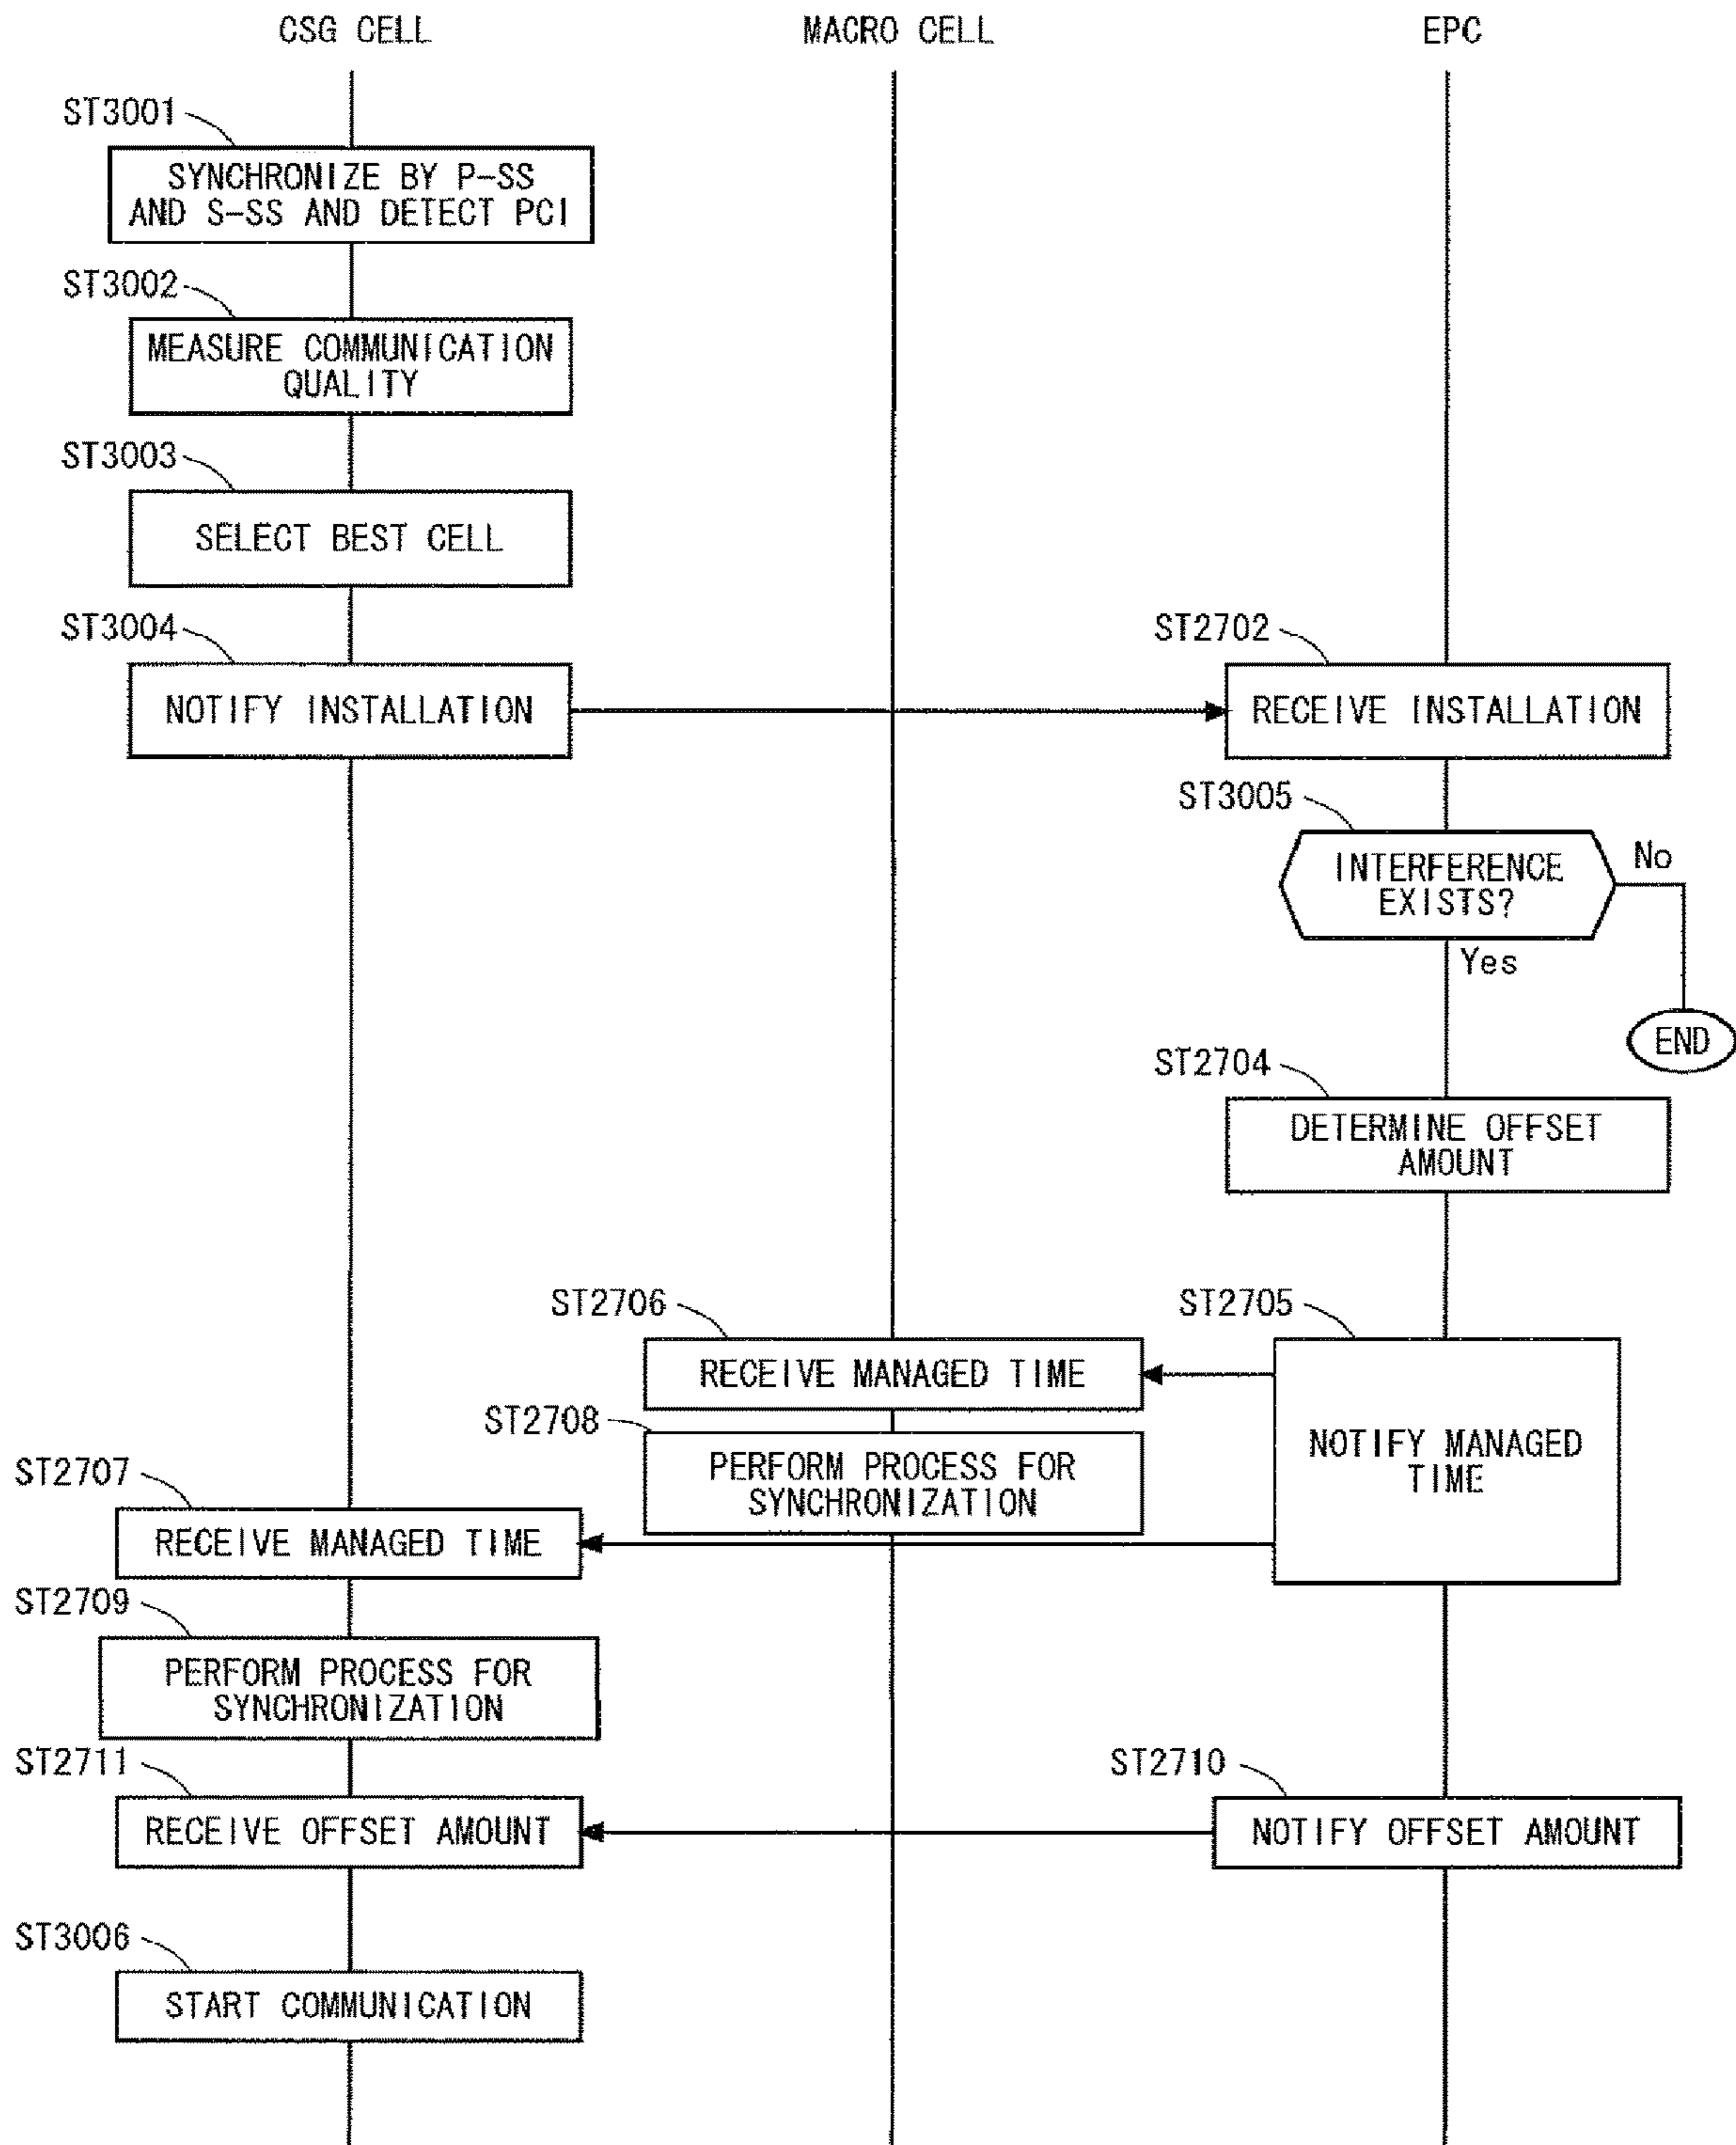 CSG CELL
MACRO CELL
EPC
ST3001
SYNCHRONIZE BY P-SS
AND S-SS AND DETECT PCI
ST3002
MEASURE COMMUNICATION
QUALITY
ST3003
SELECT BEST CELL
ST3004
NOTIFY INSTALLATION
ST2702
RECEIVE INSTALLATION
ST3005
INTERFERENCE
EXISTS?
No
Yes
END
ST2704
DETERMINE OFFSET
AMOUNT
ST2706
RECEIVE MANAGED TIME
ST2705
NOTIFY MANAGED
TIME
ST2708
PERFORM PROCESS FOR
SYNCHRONIZATION
ST2707
RECEIVE MANAGED TIME
ST2709
PERFORM PROCESS FOR
SYNCHRONIZATION
ST2711
RECEIVE OFFSET AMOUNT
ST2710
NOTIFY OFFSET AMOUNT
ST3006
START COMMUNICATION